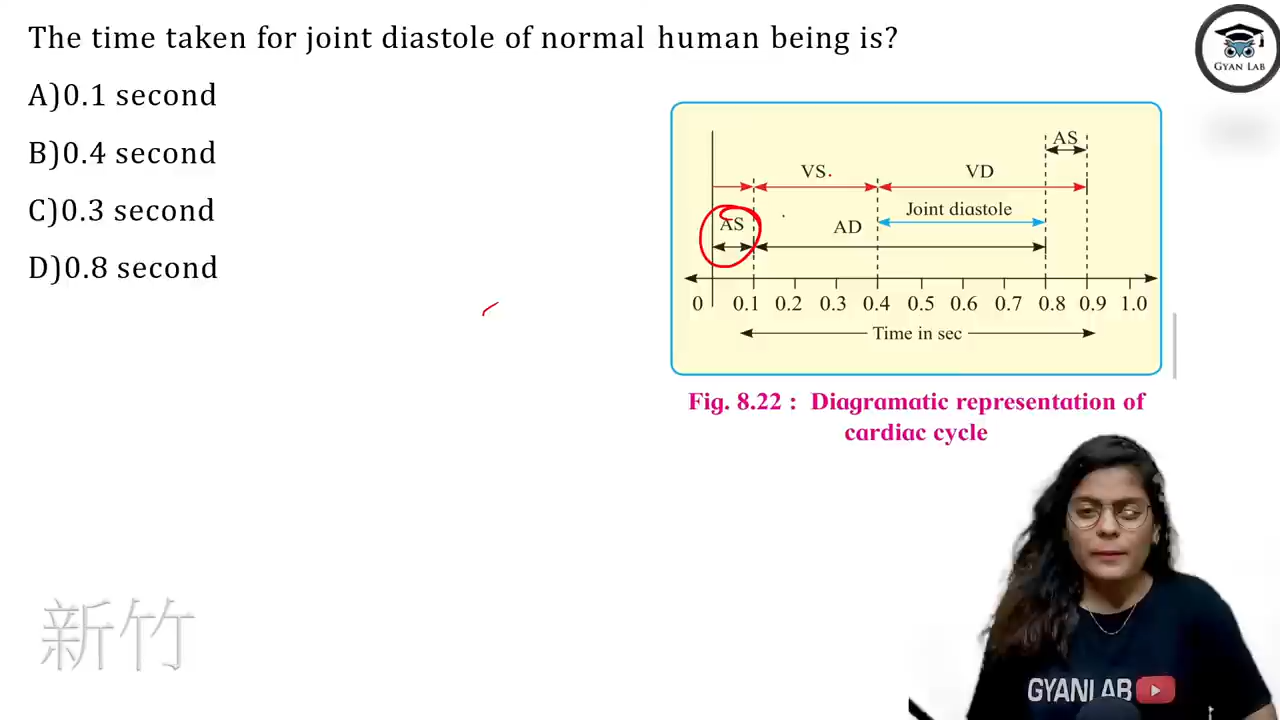 The time taken for joint diastole of normal human being is?
A)0.1 second
B)0.4 second
C)0.3 second
D)0.8 second
GYAN LAB
AS
VS.
VD
Joint diastole
AS
AD
0 0.1 0.2 0.3 0.4 0.5 0.6 0.7 0.8 0.9 1.0
Time in sec
Fig. 8.22 : Diagramatic representation of
cardiac cycle
新竹
GYANLAB